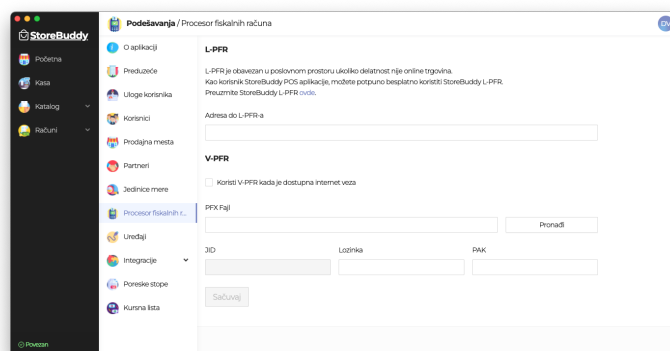 StoreBuddy
Početna
Kasa
Katalog
Računi
Povezan
Podešavanja / Procesor fiskalnih računa
DV
O aplikaciji
Preduzeće
Uloge korisnika
Korisnici
Prodajna mesta
Partneri
Jedinice mere
Procesor fiskalnih r...
Uređaji
Integracije
Poreske stope
Kursna lista
L-PFR
L-PFR je obavezan u poslovnom prostoru ukoliko delatnost nije online trgovina.
Kao korisnik StoreBuddy POS aplikacije, možete potpuno besplatno koristiti StoreBuddy L-PFR.
Preuzmite StoreBuddy L-PFR ovde.
Adresa do L-PFR-a
V-PFR
Koristi V-PFR kada je dostupna internet veza
PFX Fajl
Pronađi
JID Lozinka PAK
Sačuvaj